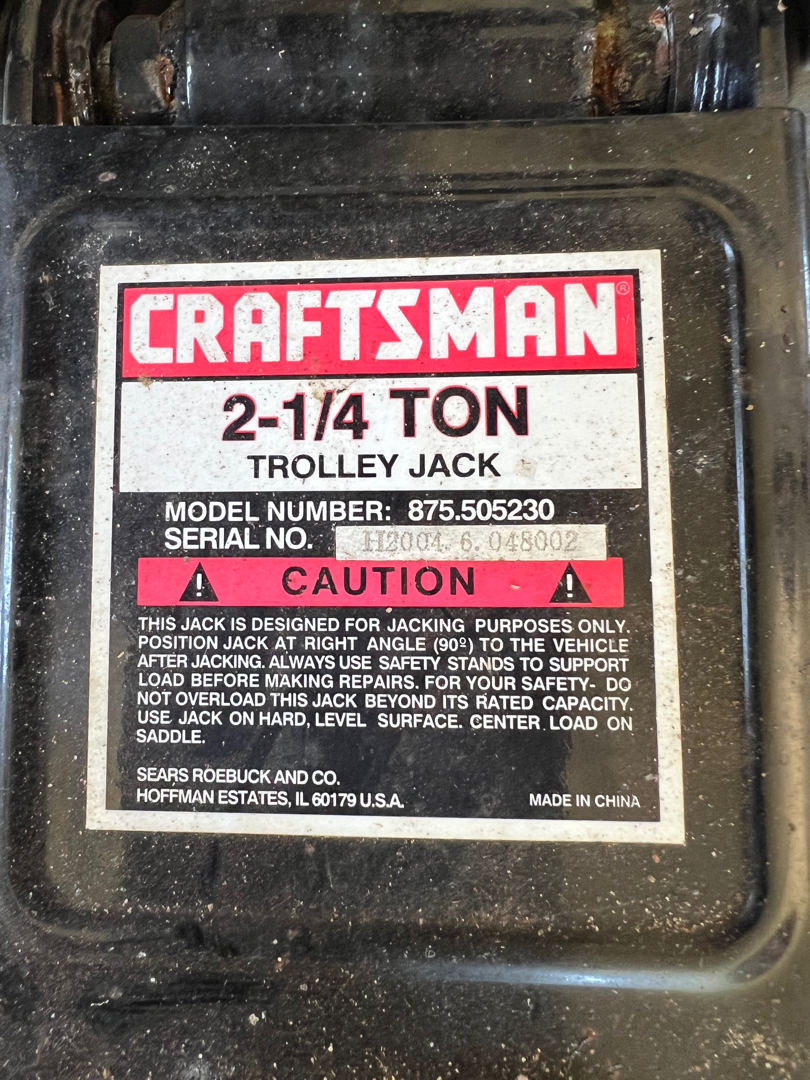 CRAFTSMAN®
2-1/4 TON
TROLLEY JACK
MODEL NUMBER: 875.505230
SERIAL NO. H2004. 6. 048002
! CAUTION !
THIS JACK IS DESIGNED FOR JACKING PURPOSES ONLY.
POSITION JACK AT RIGHT ANGLE (90º) TO THE VEHICLE
AFTER JACKING. ALWAYS USE SAFETY STANDS TO SUPPORT
LOAD BEFORE MAKING REPAIRS. FOR YOUR SAFETY- DO
NOT OVERLOAD THIS JACK BEYOND ITS RATED CAPACITY.
USE JACK ON HARD, LEVEL SURFACE. CENTER LOAD ON
SADDLE.
SEARS ROEBUCK AND CO.
HOFFMAN ESTATES, IL 60179 U.S.A. MADE IN CHINA